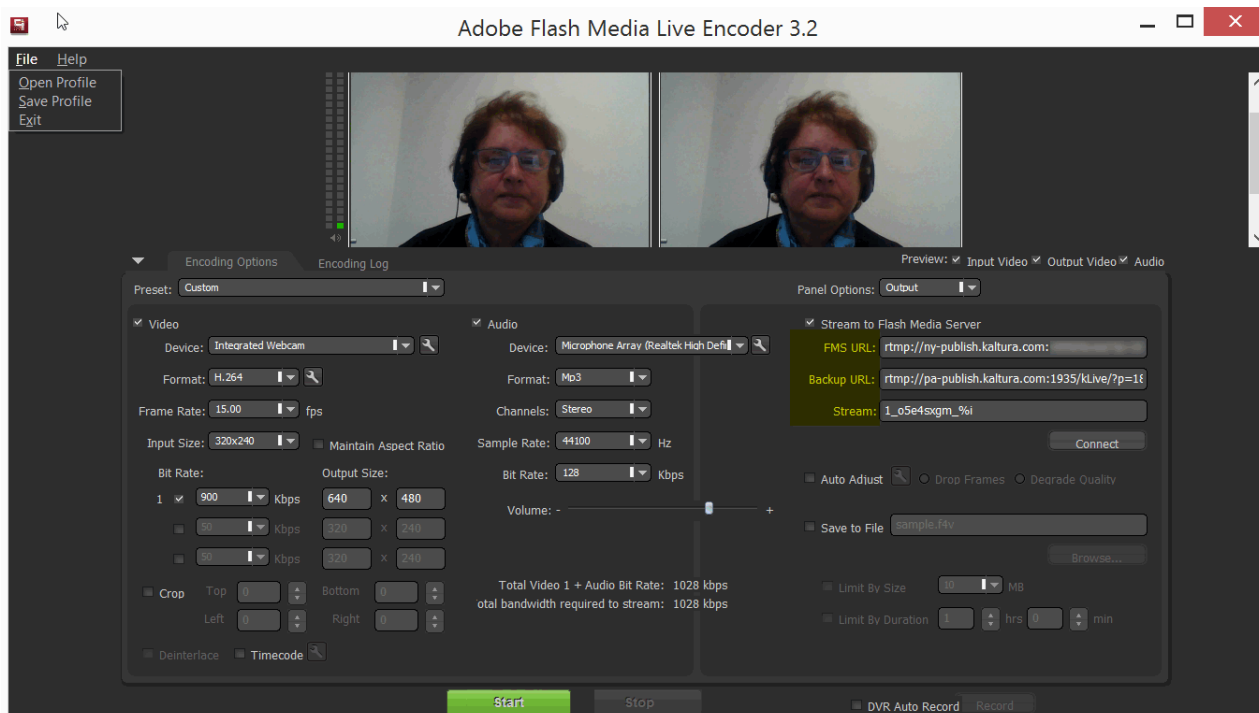 Adobe Flash Media Live Encoder 3.2
File Help
Open Profile
Save Profile
Exit
Encoding Options Encoding Log
Preview: Input Video Output Video Audio
Preset: Custom
Panel Options: Output
Video
Device: Integrated Webcam
Format: H.264
Frame Rate: 15.00 fps
Input Size: 320x240 Maintain Aspect Ratio
Bit Rate: Output Size:
1 900 Kbps 640 x 480
50 Kbps 320 x 240
50 Kbps 320 x 240
Crop Top 0 Bottom 0
Left 0 Right 0
Deinterlace Timecode
Audio
Device: Microphone Array (Realtek High Defi
Format: Mp3
Channels: Stereo
Sample Rate: 44100 Hz
Bit Rate: 128 Kbps
Volume: - +
Total Video 1 + Audio Bit Rate: 1028 kbps
otal bandwidth required to stream: 1028 kbps
Stream to Flash Media Server
FMS URL: rtmp://ny-publish.kaltura.com:
Backup URL: rtmp://pa-publish.kaltura.com:1935/kLive/?p=18
Stream: 1_o5e4sxgm_%i
Connect
Auto Adjust Drop Frames Degrade Quality
Save to File sample.f4v
Browse...
Limit By Size 10 MB
Limit By Duration 1 hrs 0 min
Start Stop
DVR Auto Record Record